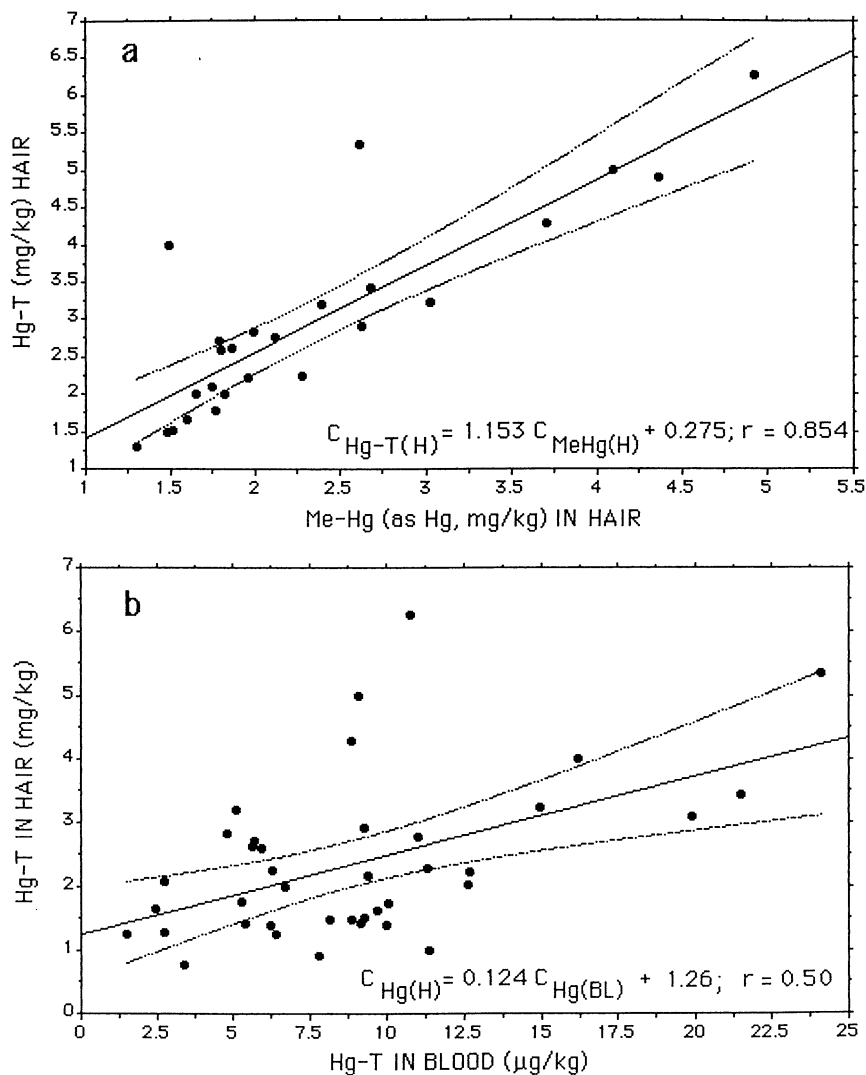 a
7
6.5
6
5.5
5
4.5
4
3.5
3
2.5
2
1.5
1
Hg-T (mg/kg) HAIR
C Hg-T(H) = 1.153 C MeHg(H) + 0.275; r = 0.854
1 1.5 2 2.5 3 3.5 4 4.5 5 5.5
Me-Hg (as Hg, mg/kg) IN HAIR
b
7
6
5
4
3
2
1
0
Hg-T IN HAIR (mg/kg)
C Hg(H) = 0.124 C Hg(BL) + 1.26; r = 0.50
0 2.5 5 7.5 10 12.5 15 17.5 20 22.5 25
Hg-T IN BLOOD (µg/kg)